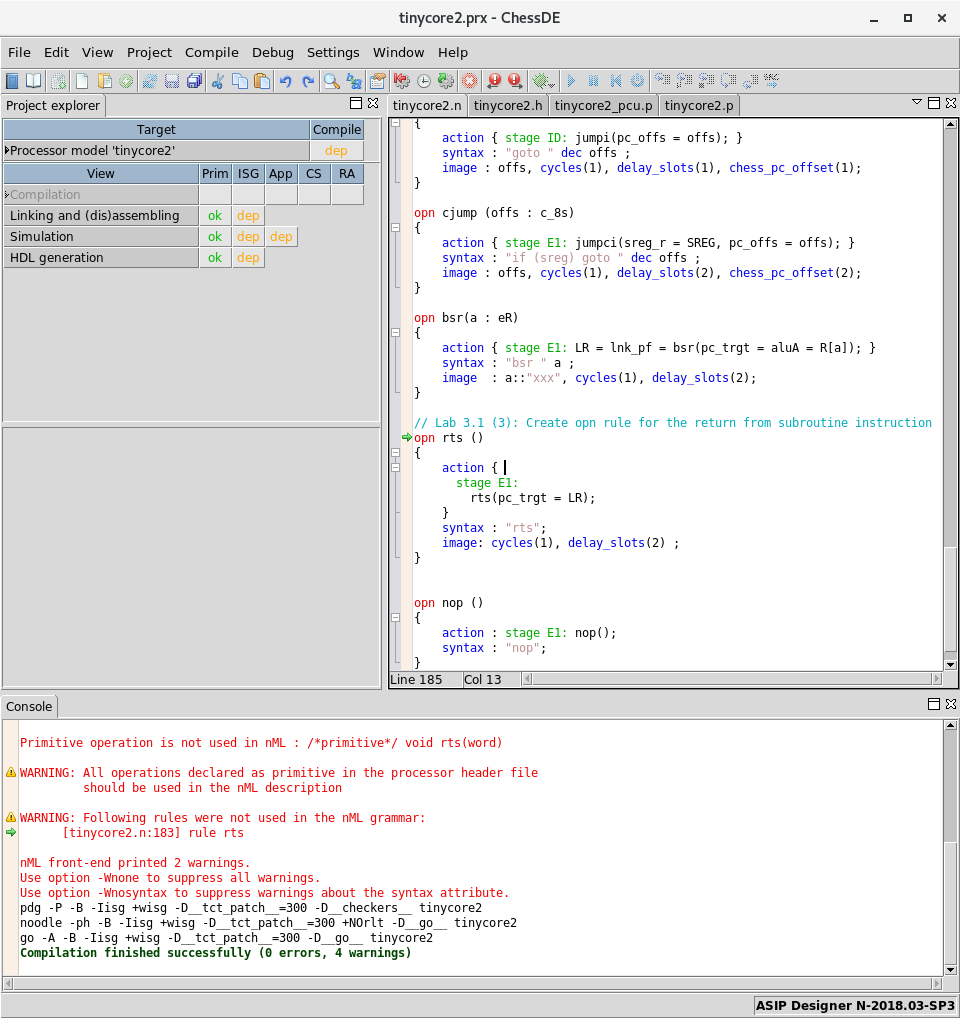 tinycore2.prx - ChessDE
File Edit View Project Compile Debug Settings Window Help
Project explorer
Target Compile
Processor model 'tinycore2' dep
View Prim ISG App CS RA
Compilation
Linking and (dis)assembling ok dep
Simulation ok dep dep
HDL generation ok dep
tinycore2.n tinycore2.h tinycore2_pcu.p tinycore2.p
{
action { stage ID: jumpi(pc_offs = offs); }
syntax : "goto " dec offs ;
image : offs, cycles(1), delay_slots(1), chess_pc_offset(1);
}
opn cjump (offs : c_8s)
{
action { stage E1: jumpci(sreg_r = SREG, pc_offs = offs); }
syntax : "if (sreg) goto " dec offs ;
image : offs, cycles(1), delay_slots(2), chess_pc_offset(2);
}
opn bsr(a : eR)
{
action { stage E1: LR = lnk_pf = bsr(pc_trgt = aluA = R[a]); }
syntax : "bsr " a ;
image  : a::"xxx", cycles(1), delay_slots(2);
}
// Lab 3.1 (3): Create opn rule for the return from subroutine instruction
opn rts ()
{
action {
stage E1:
rts(pc_trgt = LR);
}
syntax : "rts";
image: cycles(1), delay_slots(2) ;
}
opn nop ()
{
action : stage E1: nop();
syntax : "nop";
}
Line 185 Col 13
Console
Primitive operation is not used in nML : /*primitive*/ void rts(word)
WARNING: All operations declared as primitive in the processor header file
should be used in the nML description
WARNING: Following rules were not used in the nML grammar:
[tinycore2.n:183] rule rts
nML front-end printed 2 warnings.
Use option -Wnone to suppress all warnings.
Use option -Wnosyntax to suppress warnings about the syntax attribute.
pdg -P -B -Iisg +wisg -D__tct_patch__=300 -D__checkers__ tinycore2
noodle -ph -B -Iisg +wisg -D__tct_patch__=300 +NOrlt -D__go__ tinycore2
go -A -B -Iisg +wisg -D__tct_patch__=300 -D__go__ tinycore2
Compilation finished successfully (0 errors, 4 warnings)
ASIP Designer N-2018.03-SP3